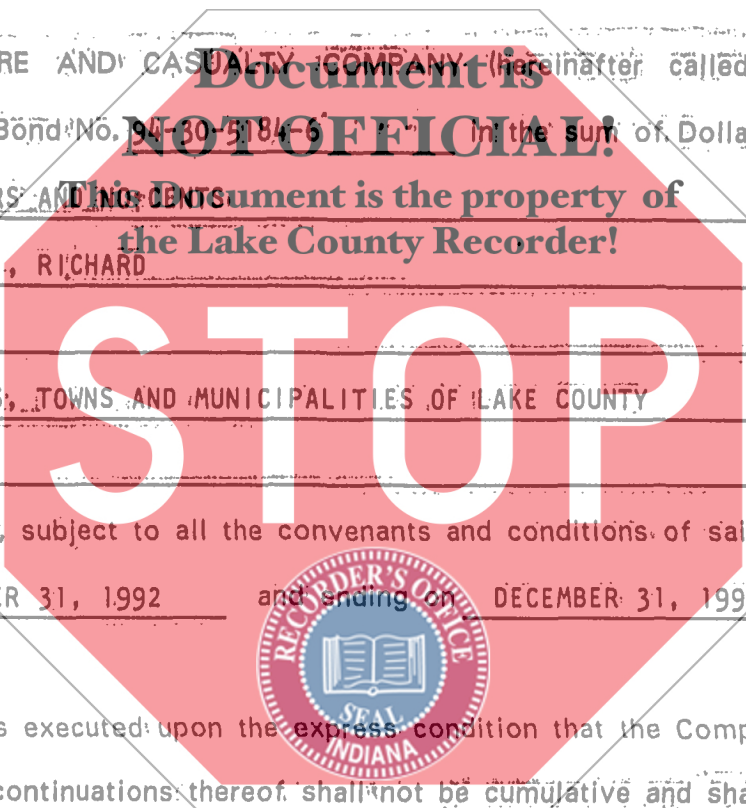 RE AND CASUALTY COMPANY (hereinafter called
Document is
Bond No. 94-30-5184-6 in the sum of Dolla
NOT OFFICIAL!
RS AND NO CENTS
This Document is the property of
the Lake County Recorder!
, RICHARD
STOP
, TOWNS AND MUNICIPALITIES OF LAKE COUNTY
, subject to all the convenants and conditions of sai
R 31, 1992 and ending on DECEMBER 31, 199
RECORDER'S OFFICE
SEAL
INDIANA
s executed upon the express condition that the Comp
continuations thereof shall not be cumulative and sha